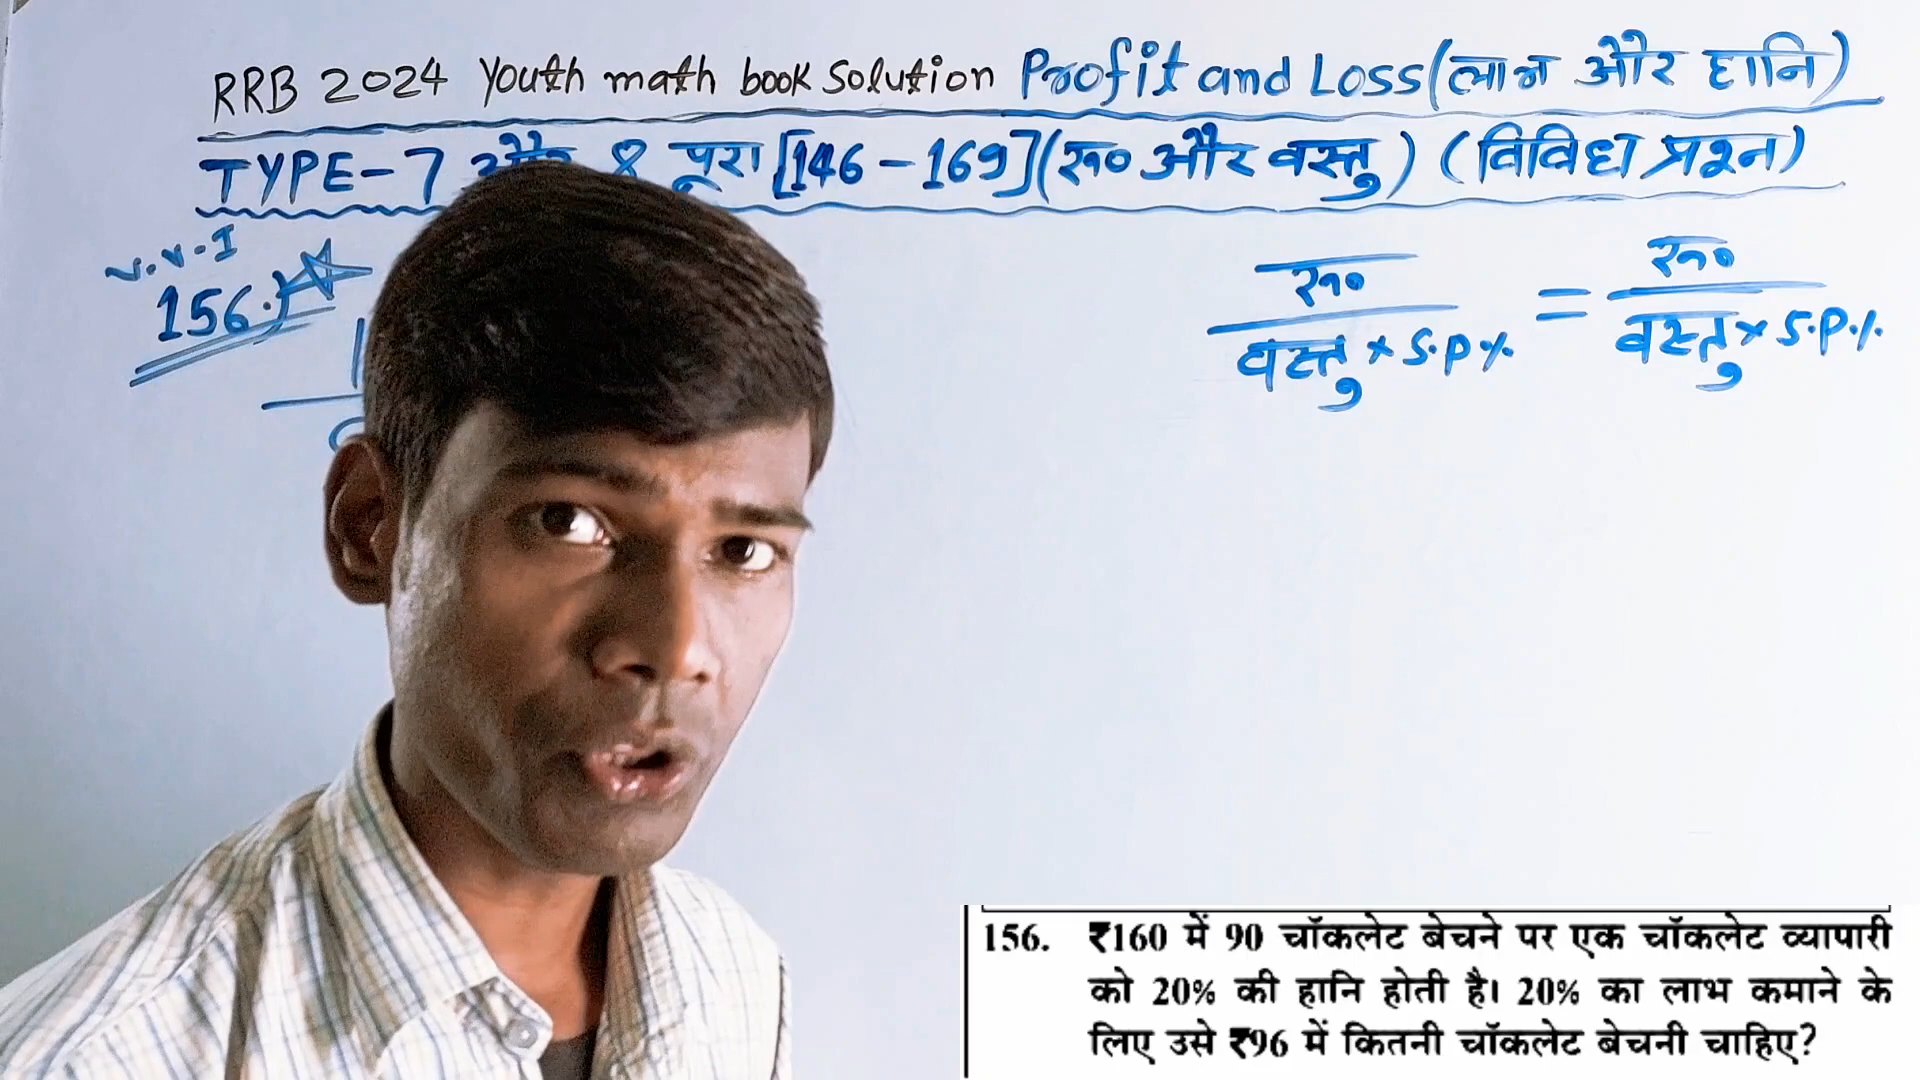 RRB 2024 Youth math book Solution Profit and Loss (लाभ और हानि)
TYPE-7 और 8 पूरा [146-169] (रु० और वस्तु) (विविध प्रश्न)
v.v.I
156.)
रु० / वस्तु × S.P % = रु० / वस्तु × S.P %
156. ₹160 में 90 चॉकलेट बेचने पर एक चॉकलेट व्यापारी
को 20% की हानि होती है। 20% का लाभ कमाने के
लिए उसे ₹96 में कितनी चॉकलेट बेचनी चाहिए?